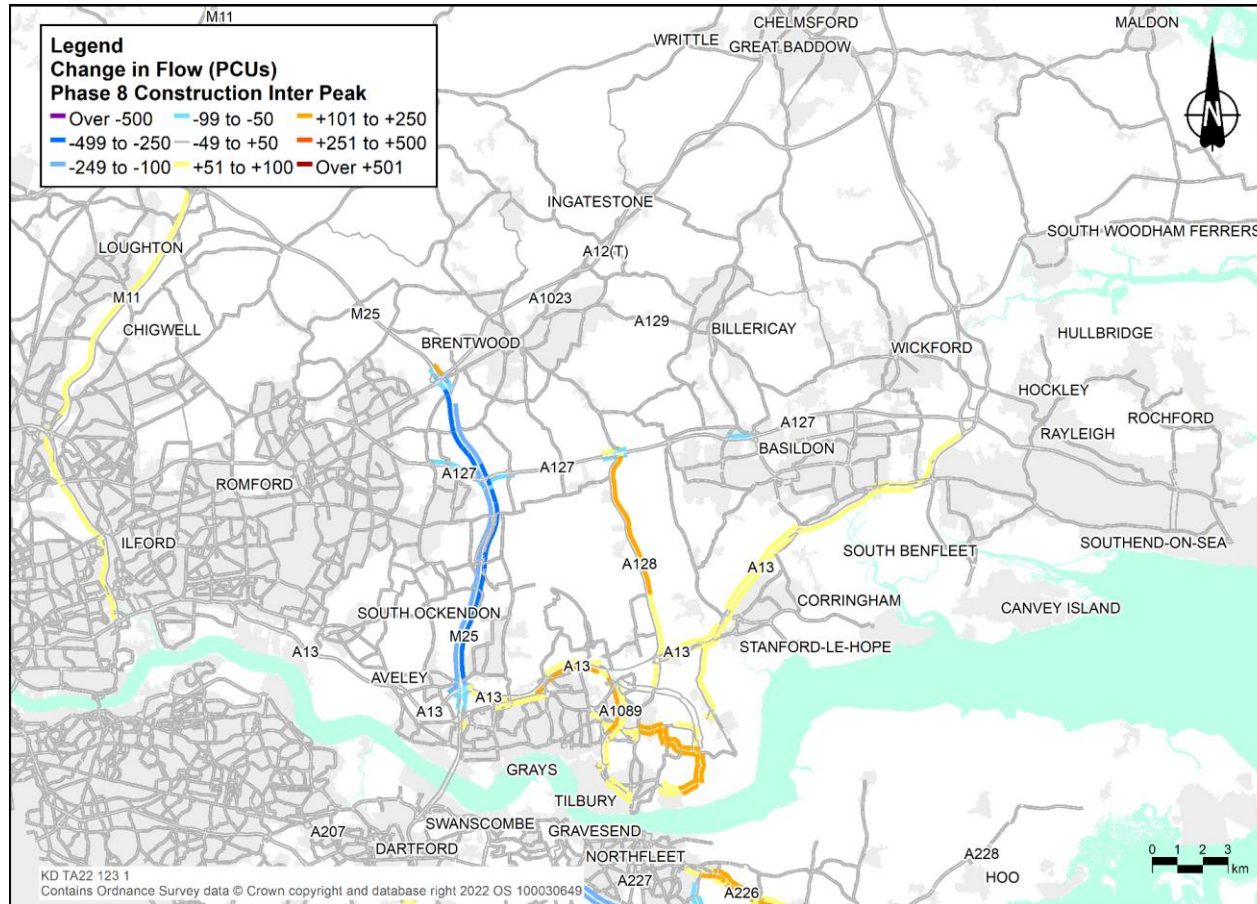 M11
CHELMSFORD
MALDON
WRITTLE
GREAT BADDOW
Legend
Change in Flow (PCUs)
Phase 8 Construction Inter Peak
Over -500 -99 to -50 +101 to +250
-499 to -250 -49 to +50 +251 to +500
-249 to -100 +51 to +100 Over +501
N
INGATESTONE
SOUTH WOODHAM FERRERS
LOUGHTON
A12(T)
M11
A1023
M25
CHIGWELL
A129
BILLERICAY
HULLBRIDGE
BRENTWOOD
WICKFORD
HOCKLEY
ROCHFORD
A127
RAYLEIGH
BASILDON
A127
A127
ROMFORD
ILFORD
SOUTHEND-ON-SEA
SOUTH BENFLEET
A128
A13
CORRINGHAM
CANVEY ISLAND
SOUTH OCKENDON
M25
STANFORD-LE-HOPE
A13
A13
A13
AVELEY
A13
A13
A1089
GRAYS
TILBURY
SWANSCOMBE
A207
GRAVESEND
DARTFORD
NORTHFLEET
A228
HOO
A227
A226
0 1 2 3
km
KD TA22 123 1
Contains Ordnance Survey data © Crown copyright and database right 2022 OS 100030649